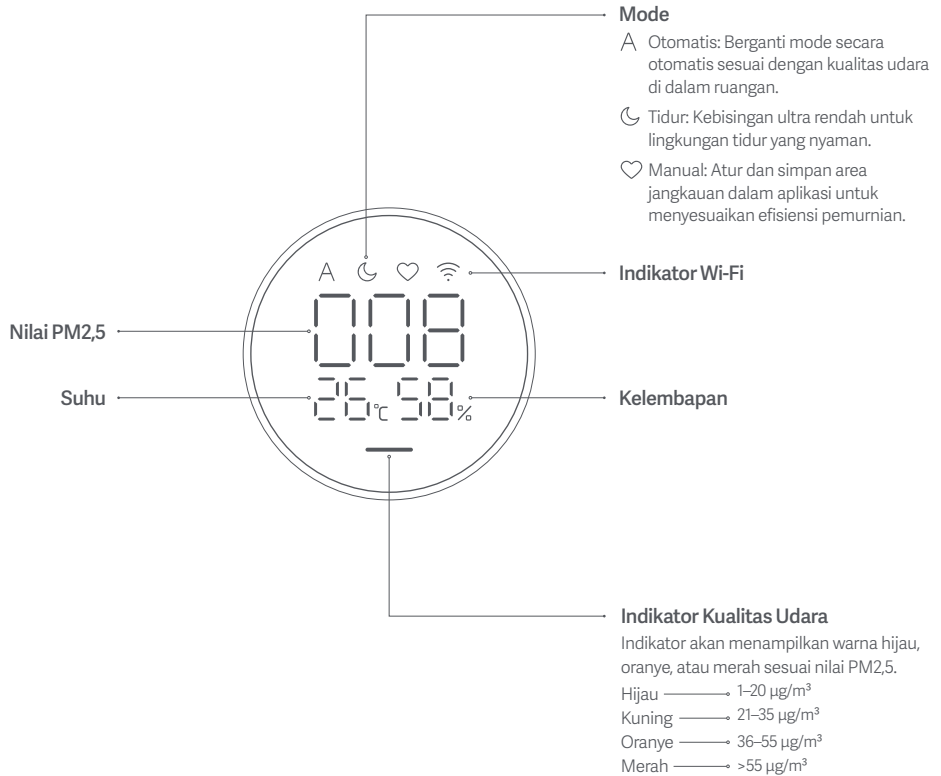 Mode
A Otomatis: Berganti mode secara
otomatis sesuai dengan kualitas udara
di dalam ruangan.
Tidur: Kebisingan ultra rendah untuk
lingkungan tidur yang nyaman.
Manual: Atur dan simpan area
jangkauan dalam aplikasi untuk
menyesuaikan efisiensi pemurnian.
A
Indikator Wi-Fi
008
Nilai PM2,5
26℃ 58%
Suhu
Kelembapan
Indikator Kualitas Udara
Indikator akan menampilkan warna hijau,
oranye, atau merah sesuai nilai PM2,5.
Hijau 1–20 µg/m³
Kuning 21–35 µg/m³
Oranye 36–55 µg/m³
Merah >55 µg/m³